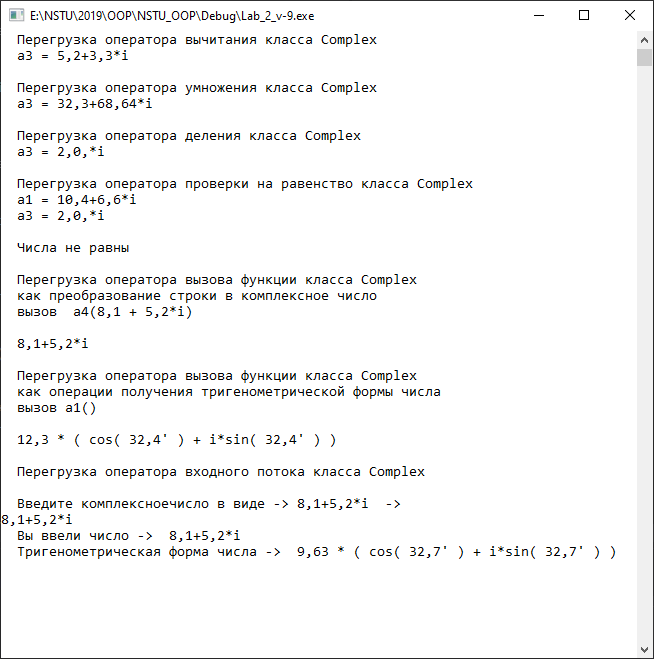 E:\NSTU\2019\OOP\NSTU_OOP\Debug\Lab_2_v-9.exe
Перегрузка оператора вычитания класса Complex
a3 = 5,2+3,3*i
Перегрузка оператора умножения класса Complex
a3 = 32,3+68,64*i
Перегрузка оператора деления класса Complex
a3 = 2,0,*i
Перегрузка оператора проверки на равенство класса Complex
a1 = 10,4+6,6*i
a3 = 2,0,*i
Числа не равны
Перегрузка оператора вызова функции класса Complex
как преобразование строки в комплексное число
вызов  a4(8,1 + 5,2*i)
8,1+5,2*i
Перегрузка оператора вызова функции класса Complex
как операции получения тригенометрической формы числа
вызов a1()
12,3 * ( cos( 32,4' ) + i*sin( 32,4' ) )
Перегрузка оператора входного потока класса Complex
Введите комплексноечисло в виде -> 8,1+5,2*i  ->
8,1+5,2*i
Вы ввели число ->  8,1+5,2*i
Тригенометрическая форма числа ->  9,63 * ( cos( 32,7' ) + i*sin( 32,7' ) )